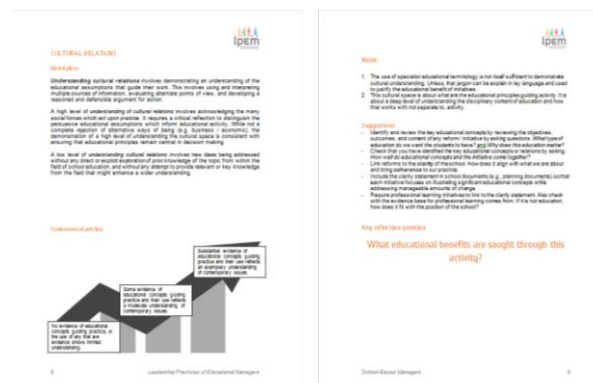 Ipem
CULTURAL RELATIONS
Description
Understanding cultural relations involves demonstrating an understanding of the
educational assumptions that guide their work. This involves using and interpreting
multiple sources of information, evaluating alternate points of view, and developing a
reasoned and defensible argument for action.
A high level of understanding of cultural relations involves acknowledging the many
social forces which act upon practice. It requires a critical reflection to distinguish the
persuasive educational assumptions which inform educational activity. While not a
complete rejection of alternative ways of being (e.g. business / economic), the
demonstration of a high level of understanding the cultural space is consistent with
ensuring that educational principles remain central in decision making.
A low level of understanding cultural relations involves new ideas being addressed
without any direct or explicit exploration of prior knowledge of the topic from within the
field of school education, and without any attempt to provide relevant or key knowledge
from the field that might enhance a wider understanding.
Continuum of practice
Substantial evidence of
educational concepts guiding
practice and their use reflects
an exemplary understanding
of contemporary issues.
Some evidence of
educational concepts guiding
practice and their use reflects
a moderate understanding of
contemporary issues.
No evidence of educational
concepts guiding practice, or
the use of any that are
evidence shows limited
understanding.
Leadership Practices of Educational Managers
Ipem
Notes
1. The use of specialist educational terminology is not itself sufficient to demonstrate
cultural understanding. Unless, that jargon can be explain in lay language and used
to justify the educational benefit of initiatives.
2. This cultural space is about what are the educational principles guiding activity. It is
about a deep level of understanding the disciplinary content of education and how
that works with not separate to, activity.
Suggestions
- Identify and review the key educational concepts by reviewing the objectives,
outcomes, and content of any reform / initiative by asking questions: What type of
education do we want the students to have? and Why does this education matter?
- Check that you have identified the key educational concepts or relations by asking:
How well do educational concepts and the initiative come together?
- Link reforms to the clarity of the school. How does it align with what we are about
and bring coherence to our practice.
- Include the clarity statement in school documents (e.g., planning documents) so that
each initiative focuses on illustrating significant educational concepts while
addressing manageable amounts of change.
- Require professional learning initiatives to link to the clarity statement. Also check
with the evidence base for professional learning comes from. If it is not education,
how does it fit with the position of the school?
Key reflection question
What educational benefits are sought through this
activity?
School-Based Managers